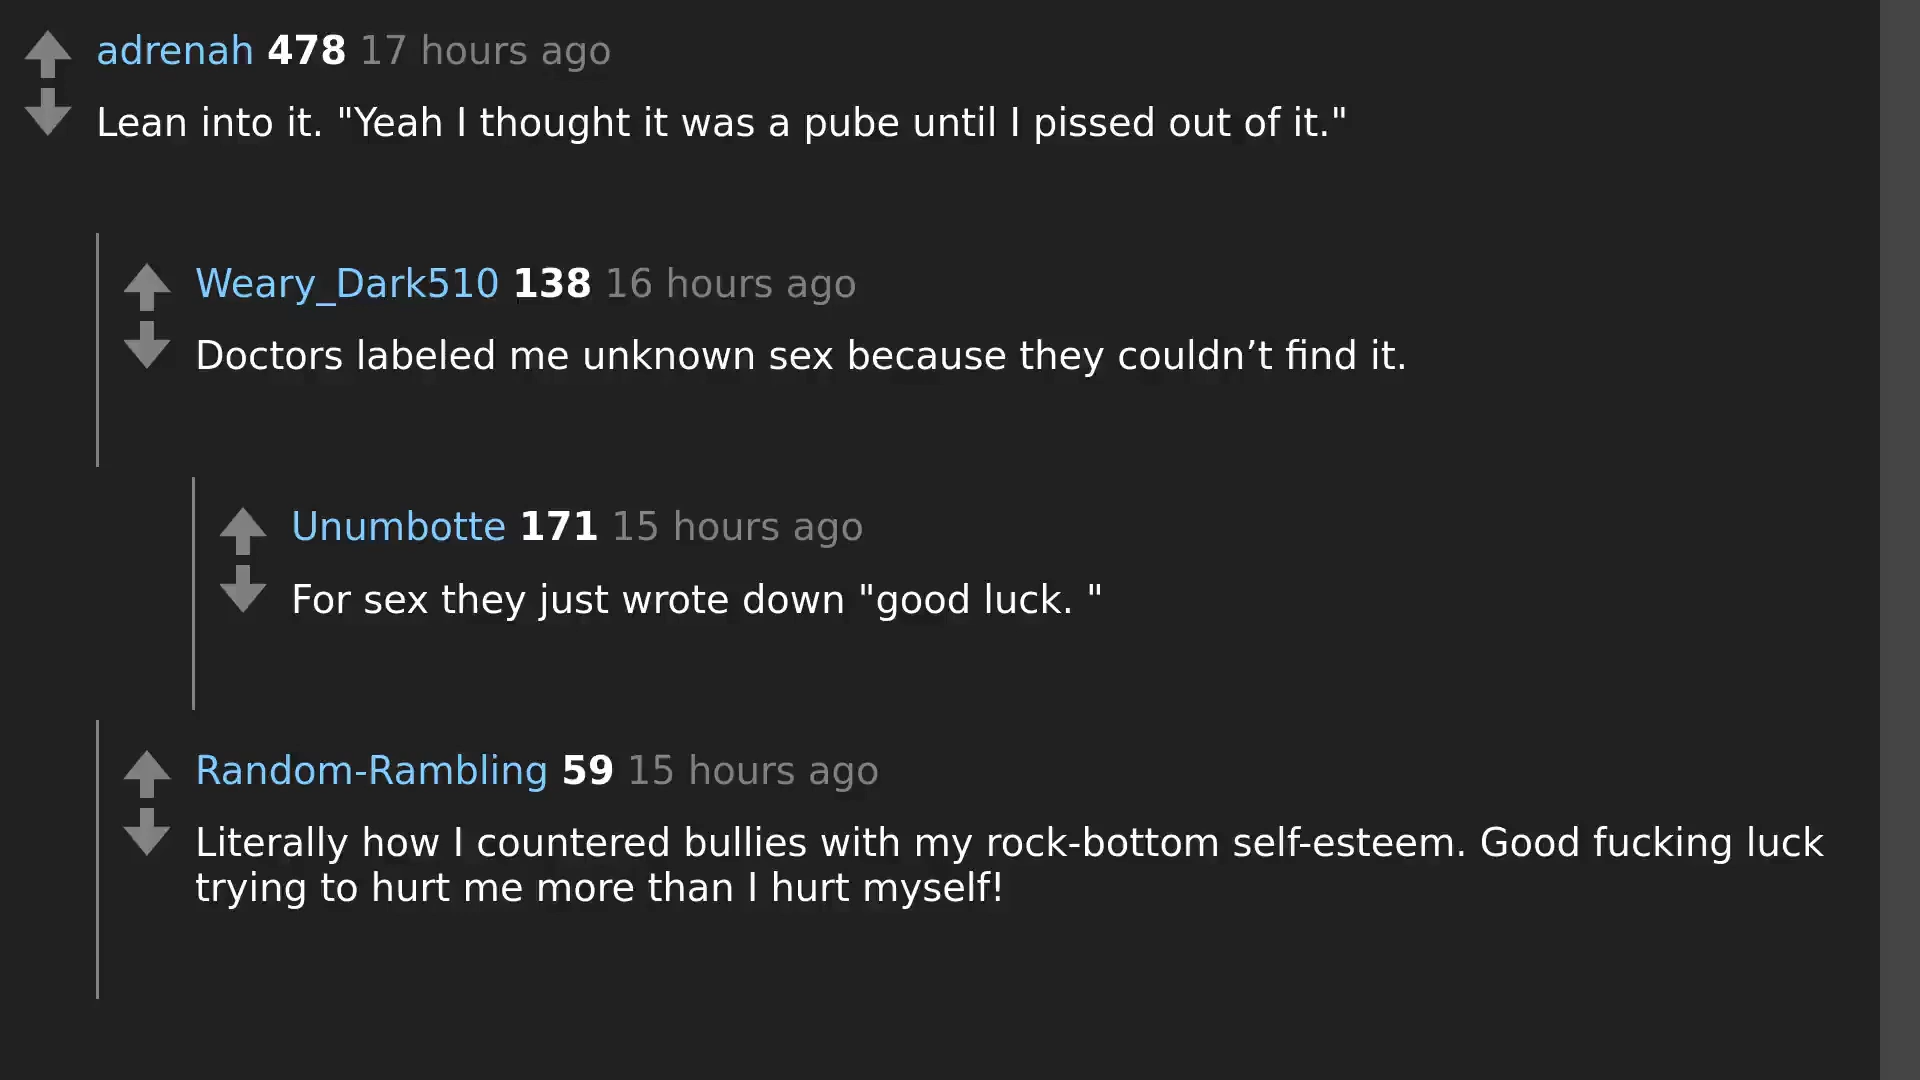 adrenah 478 17 hours ago
Lean into it. "Yeah I thought it was a pube until I pissed out of it."
Weary_Dark510 138 16 hours ago
Doctors labeled me unknown sex because they couldn’t find it.
Unumbotte 171 15 hours ago
For sex they just wrote down "good luck. "
Random-Rambling 59 15 hours ago
Literally how I countered bullies with my rock-bottom self-esteem. Good fucking luck
trying to hurt me more than I hurt myself!